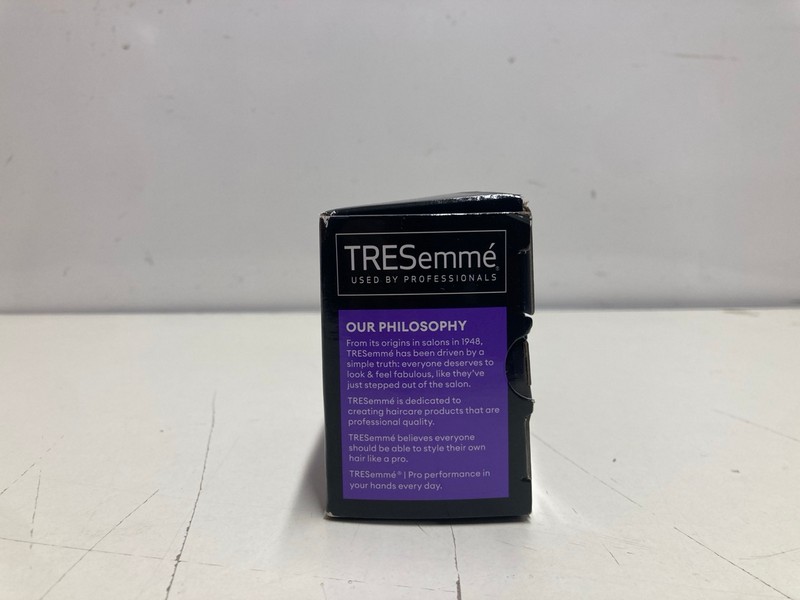 TRESemmé®
USED BY PROFESSIONALS
OUR PHILOSOPHY
From its origins in salons in 1948,
TRESemmé has been driven by a
simple truth: everyone deserves to
look & feel fabulous, like they've
just stepped out of the salon.
TRESemmé is dedicated to
creating haircare products that are
professional quality.
TRESemmé believes everyone
should be able to style their own
hair like a pro.
TRESemmé® | Pro performance in
your hands every day.